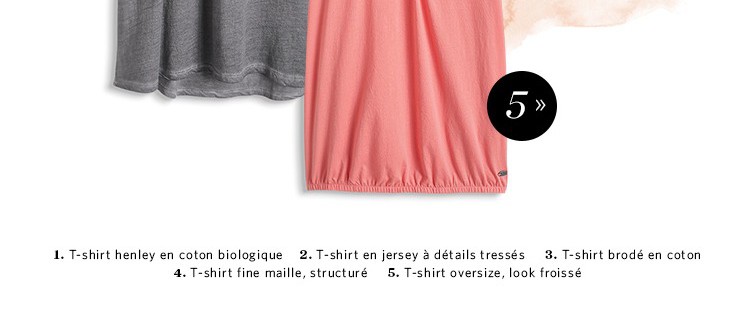 5 »
1. T-shirt henley en coton biologique 2. T-shirt en jersey à détails tressés 3. T-shirt brodé en coton
4. T-shirt fine maille, structuré 5. T-shirt oversize, look froissé